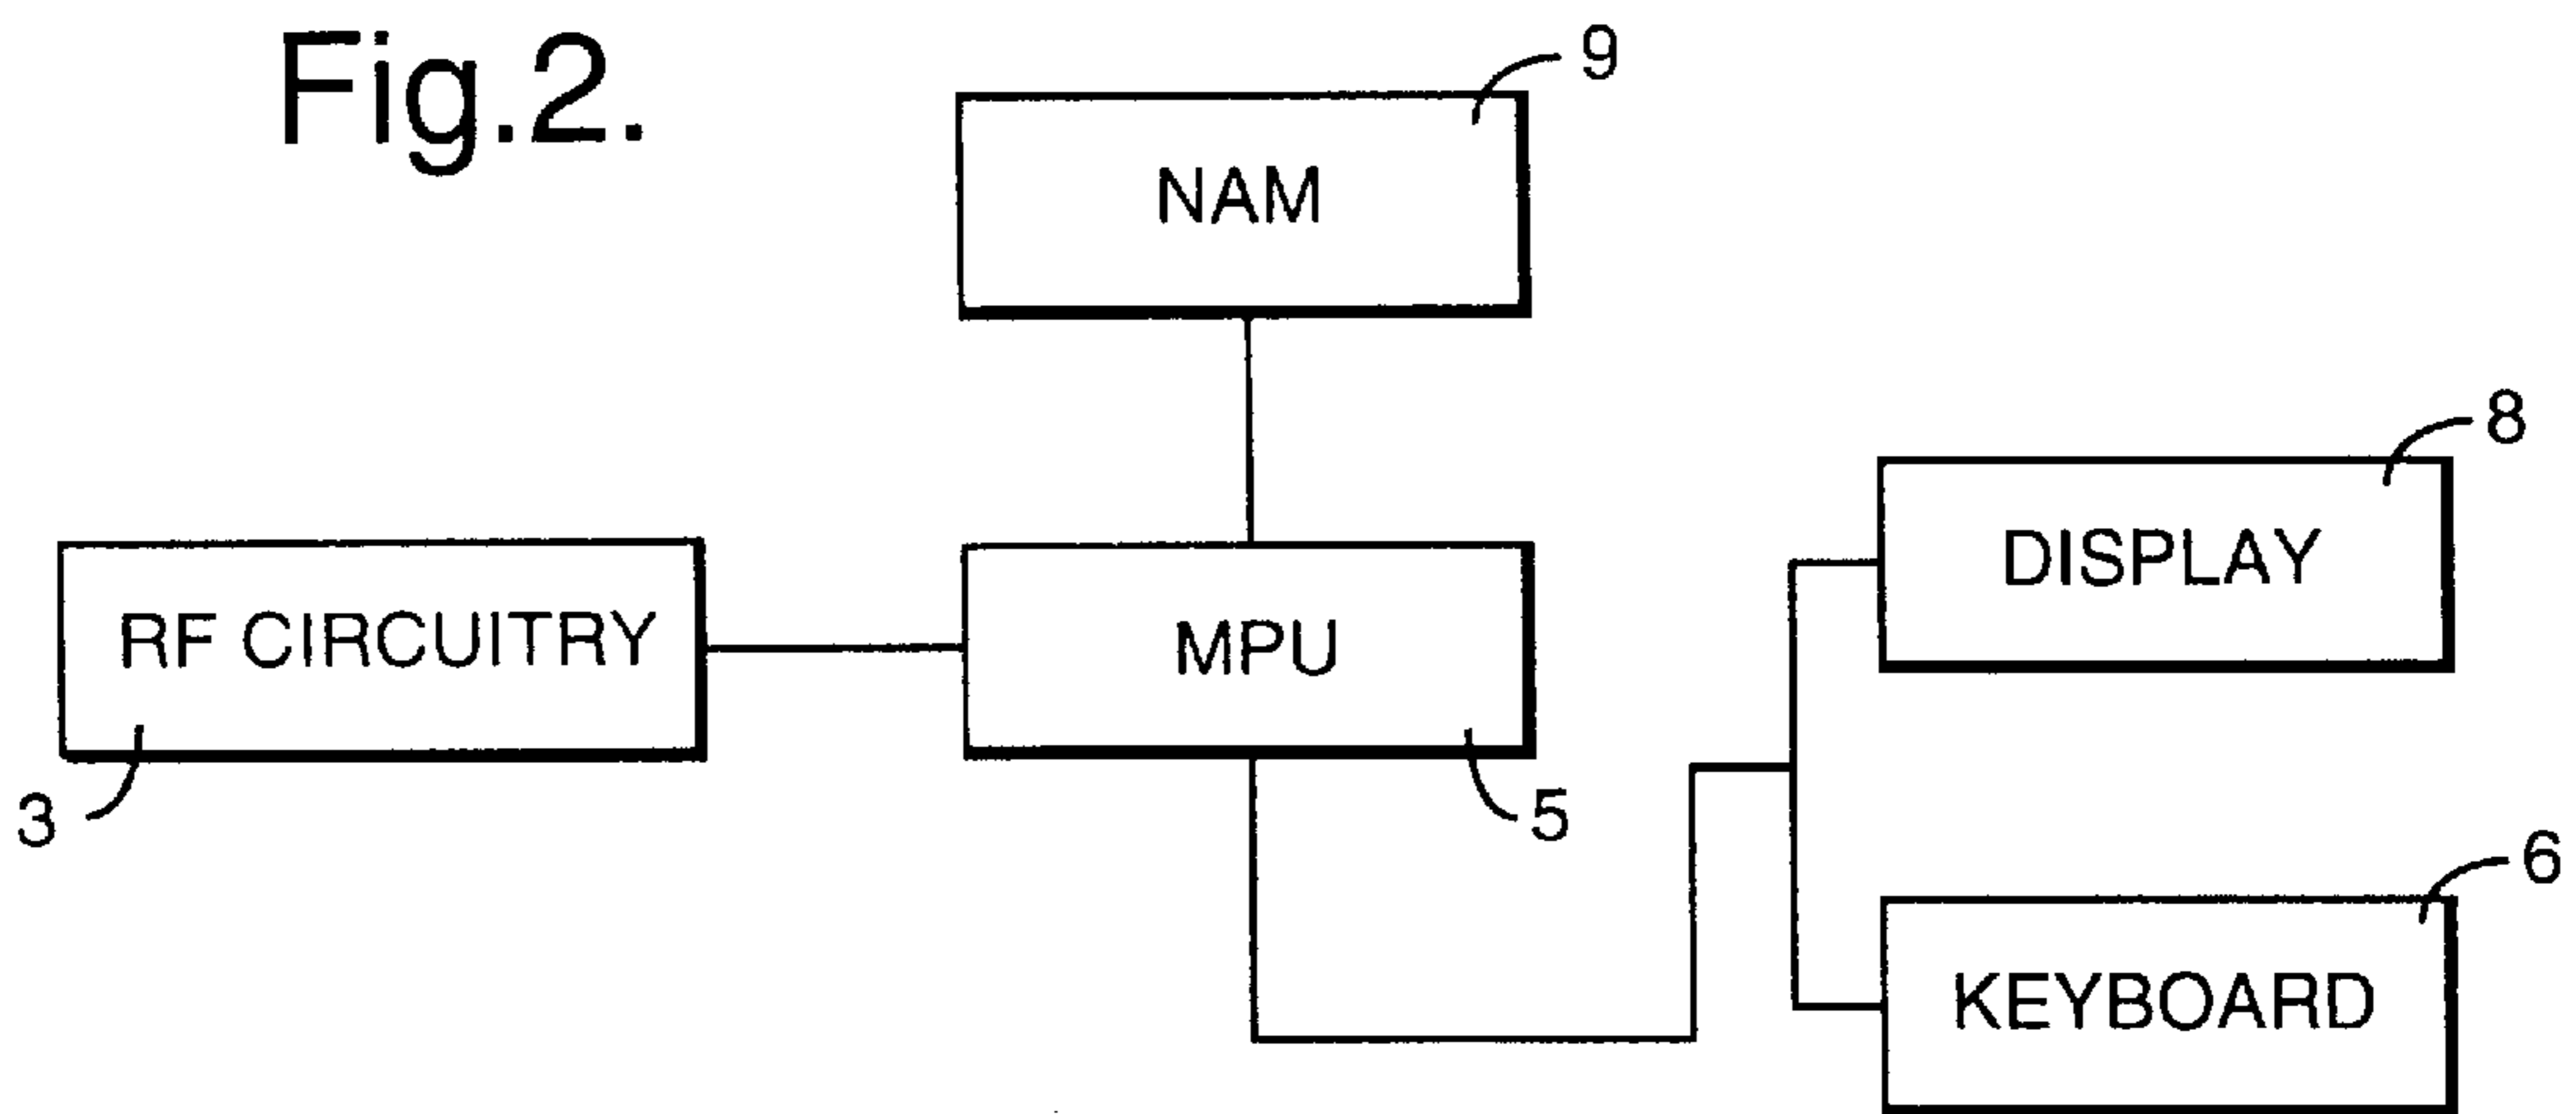 Fig.2.
9
NAM
8
DISPLAY
RF CIRCUITRY
MPU
3
5
6
KEYBOARD